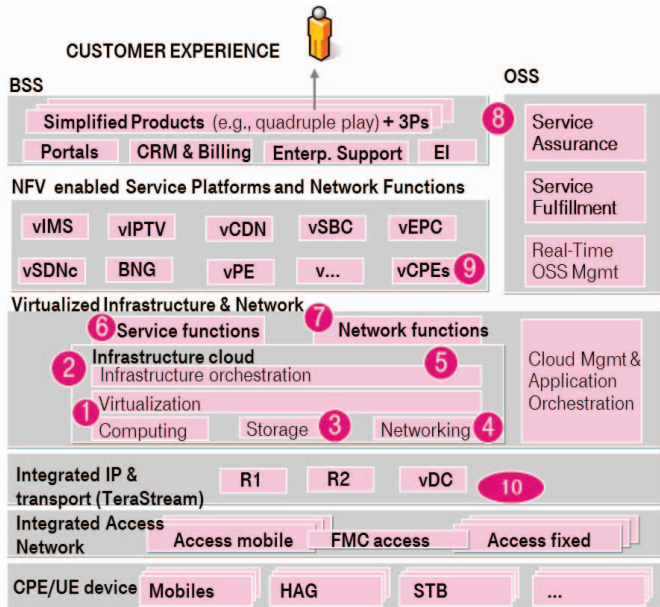 CUSTOMER EXPERIENCE
BSS
OSS
Simplified Products (e.g., quadruple play) + 3Ps
8
Service
Assurance
Portals
CRM & Billing
Enterp. Support
EI
NFV enabled Service Platforms and Network Functions
Service
Fulfillment
vIMS
vIPTV
vCDN
vSBC
vEPC
Real-Time
OSS Mgmt
vSDNc
BNG
vPE
v...
vCPEs
9
Virtualized Infrastructure & Network
6
Service functions
7
Network functions
2
Infrastructure cloud
5
Infrastructure orchestration
Cloud Mgmt &
Application
Orchestration
Virtualization
1
Computing
Storage
3
Networking
4
Integrated IP &
transport (TeraStream)
R1
R2
vDC
10
Integrated Access
Network
Access mobile
FMC access
Access fixed
CPE/UE device
Mobiles
HAG
STB
...